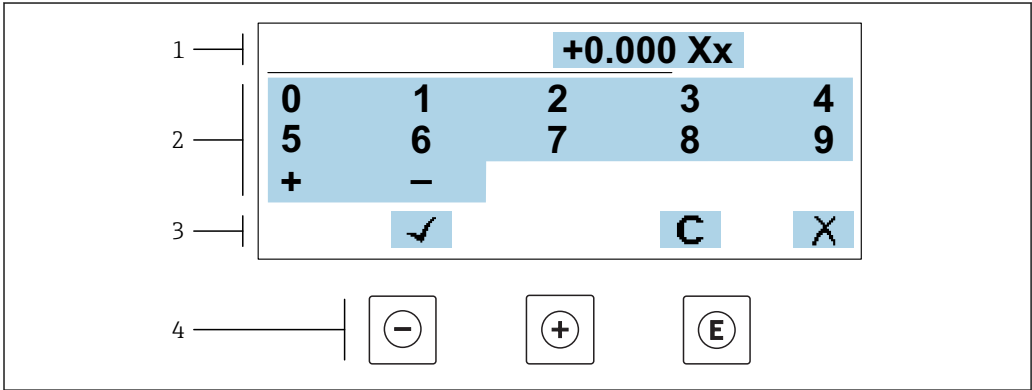 1 +0.000 Xx
0 1 2 3 4
2 5 6 7 8 9
+ –
3 ✓ C X
4 – + E